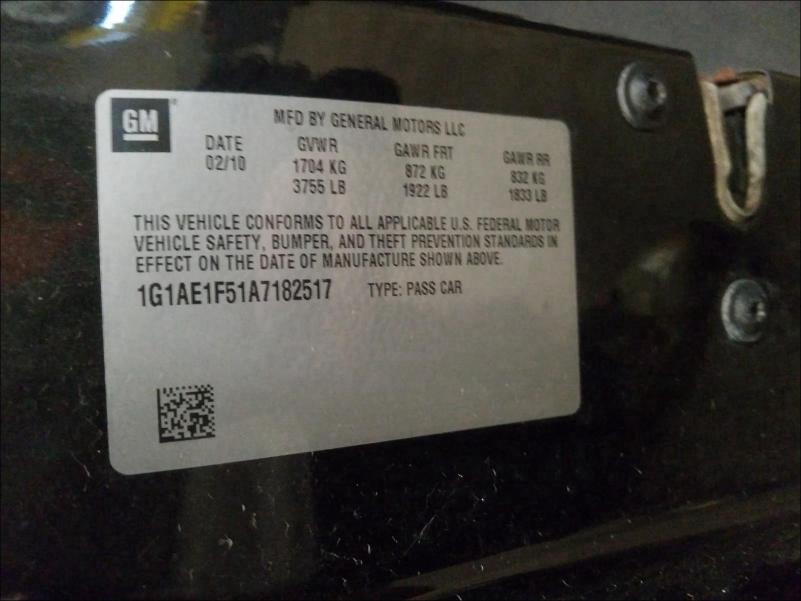 GM
MFD BY GENERAL MOTORS LLC
DATE GVWR GAWR FRT GAWR RR
02/10 1704 KG 872 KG 832 KG
3755 LB 1922 LB 1833 LB
THIS VEHICLE CONFORMS TO ALL APPLICABLE U.S. FEDERAL MOTOR
VEHICLE SAFETY, BUMPER, AND THEFT PREVENTION STANDARDS IN
EFFECT ON THE DATE OF MANUFACTURE SHOWN ABOVE.
1G1AE1F51A7182517 TYPE: PASS CAR